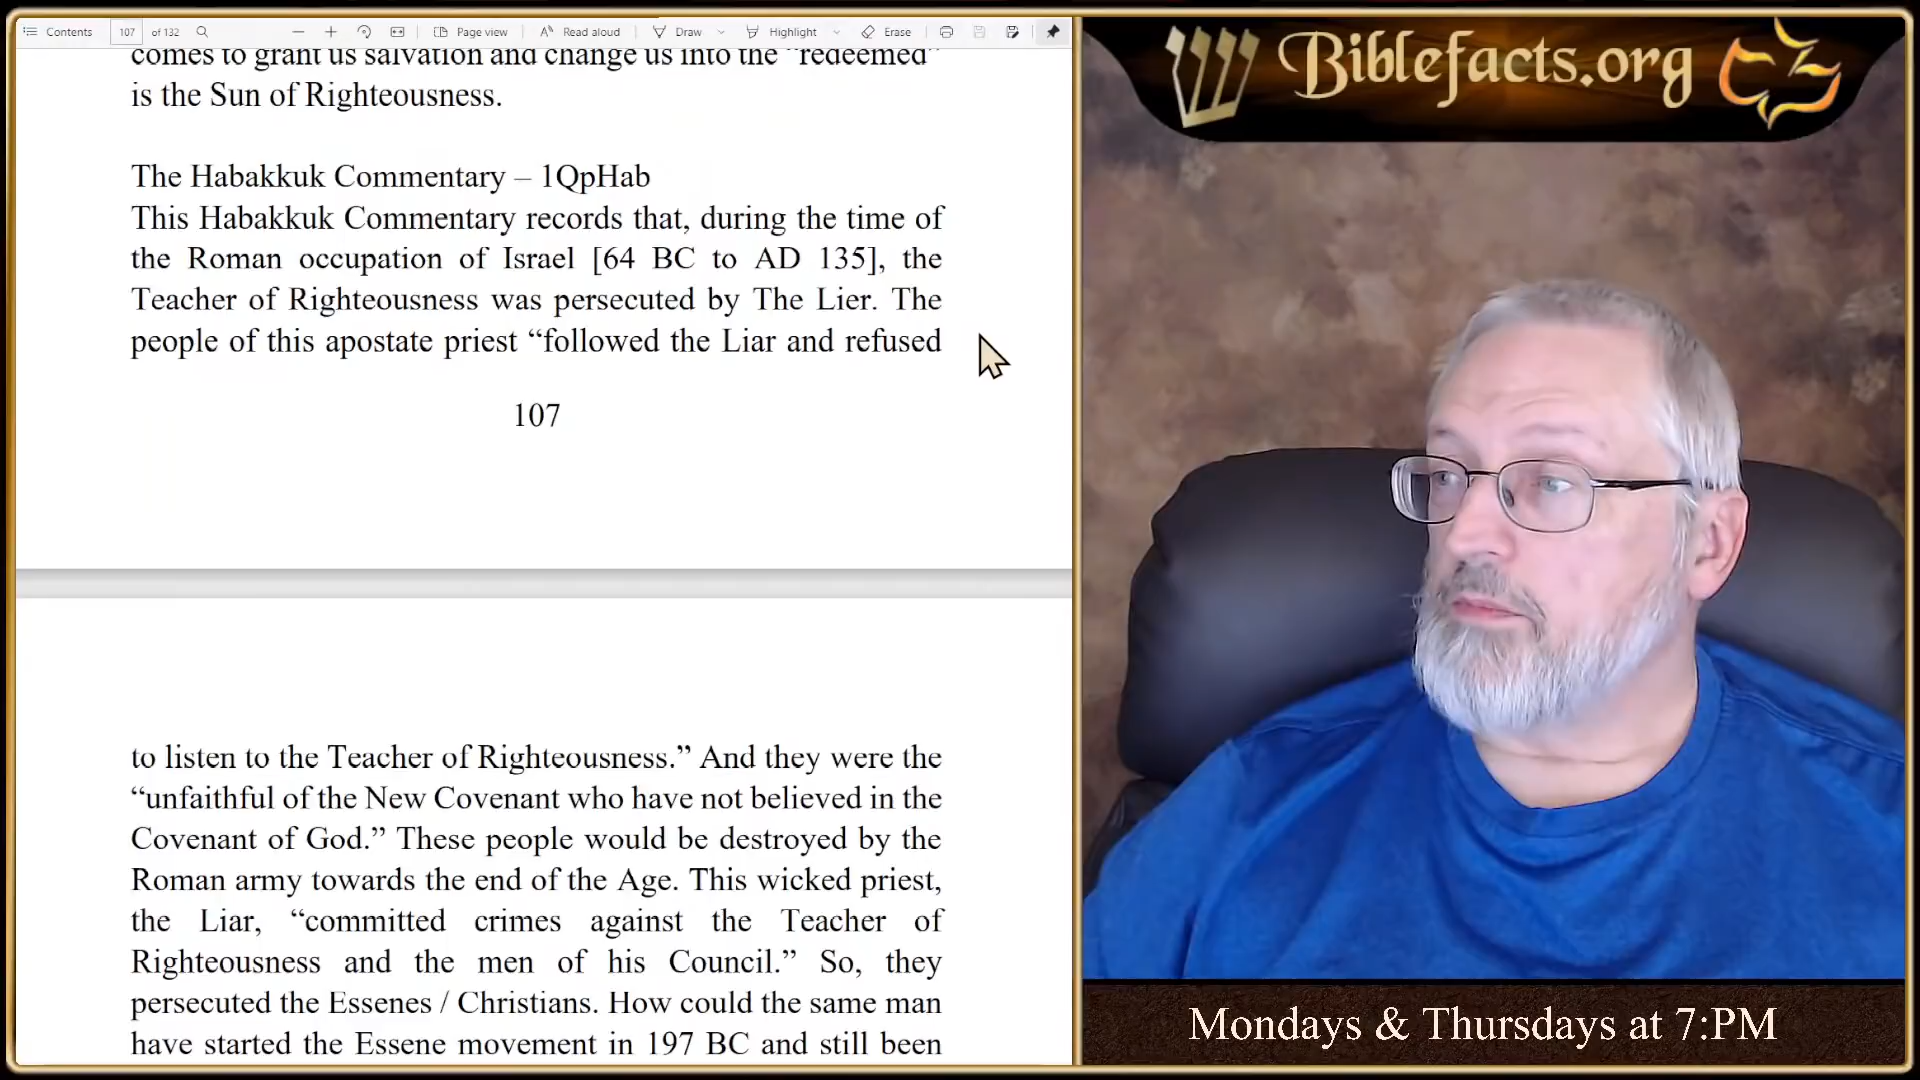 Contents 107 of 132 Page view Read aloud Draw Highlight Erase
comes to grant us salvation and change us into the “redeemed”
is the Sun of Righteousness.
The Habakkuk Commentary – 1QpHab
This Habakkuk Commentary records that, during the time of
the Roman occupation of Israel [64 BC to AD 135], the
Teacher of Righteousness was persecuted by The Lier. The
people of this apostate priest “followed the Liar and refused
107
to listen to the Teacher of Righteousness.” And they were the
“unfaithful of the New Covenant who have not believed in the
Covenant of God.” These people would be destroyed by the
Roman army towards the end of the Age. This wicked priest,
the Liar, “committed crimes against the Teacher of
Righteousness and the men of his Council.” So, they
persecuted the Essenes / Christians. How could the same man
have started the Essene movement in 197 BC and still been
ש Biblefacts.org
Mondays & Thursdays at 7:PM